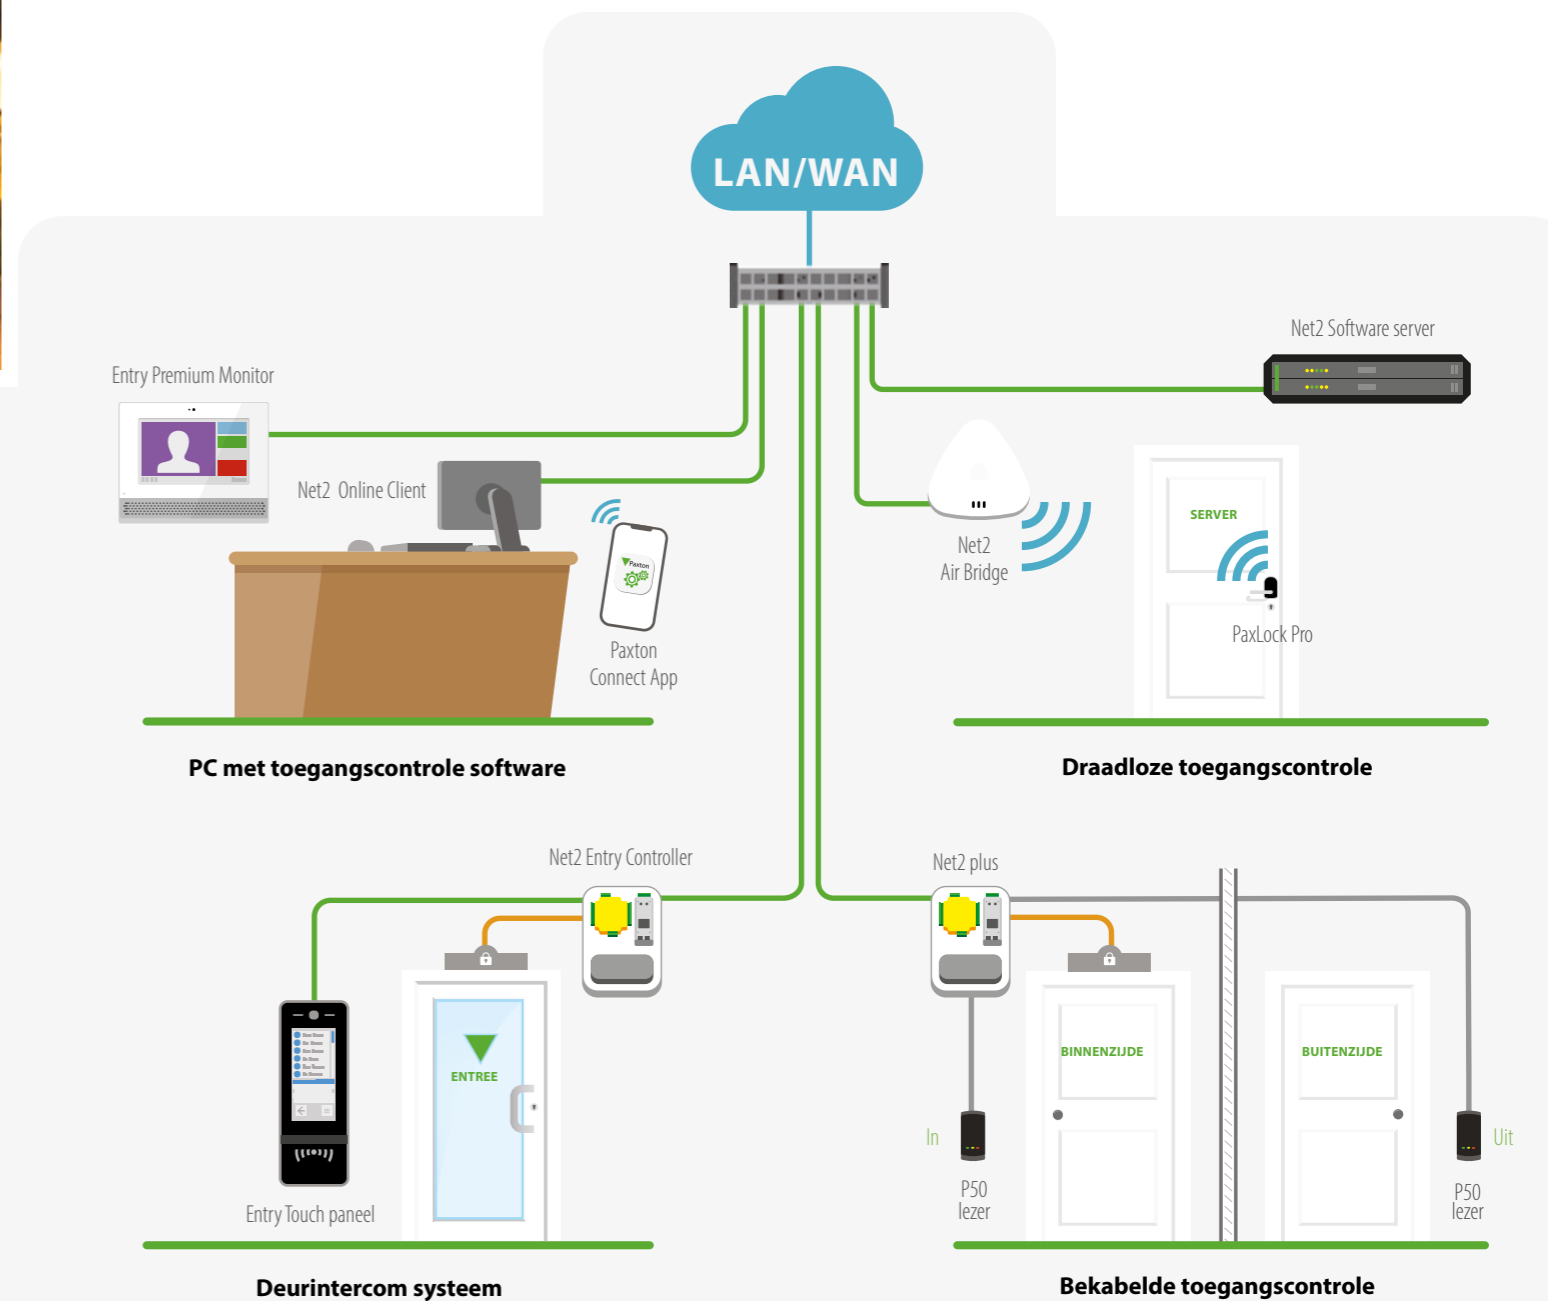 LAN/WAN
Net2 Software server
Entry Premium Monitor
Net2 Online Client
Paxton
Paxton
Connect App
Net2
Air Bridge
SERVER
PaxLock Pro
PC met toegangscontrole software
Draadloze toegangscontrole
Net2 Entry Controller
Net2 plus
ENTREE
BINNENZIJDE
BUITENZIJDE
In
Uit
P50
lezer
P50
lezer
Entry Touch paneel
Deurintercom systeem
Bekabelde toegangscontrole